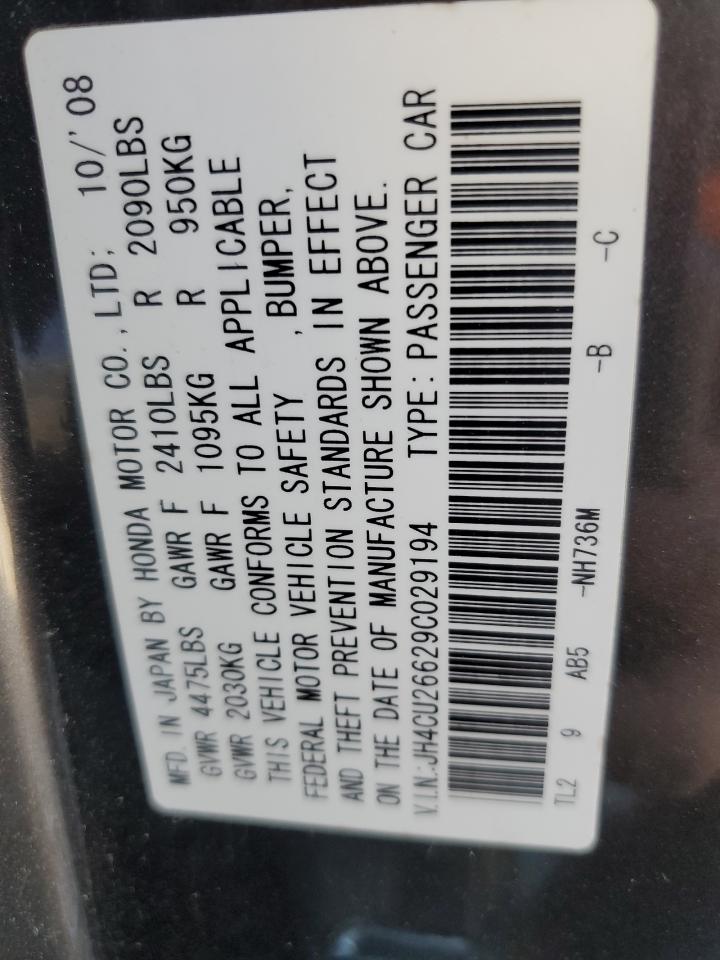 MFD. IN JAPAN BY HONDA MOTOR CO., LTD; 10/'08
GVWR 4475LBS GAWR F 2410LBS R 2090LBS
GVWR 2030KG GAWR F 1095KG R 950KG
THIS VEHICLE CONFORMS TO ALL APPLICABLE
FEDERAL MOTOR VEHICLE SAFETY ,BUMPER,
AND THEFT PREVENTION STANDARDS IN EFFECT
ON THE DATE OF MANUFACTURE SHOWN ABOVE.
V.I.N.:JH4CU26629C029194 TYPE:PASSENGER CAR
TL2 9 AB5 -NH736M -B -C